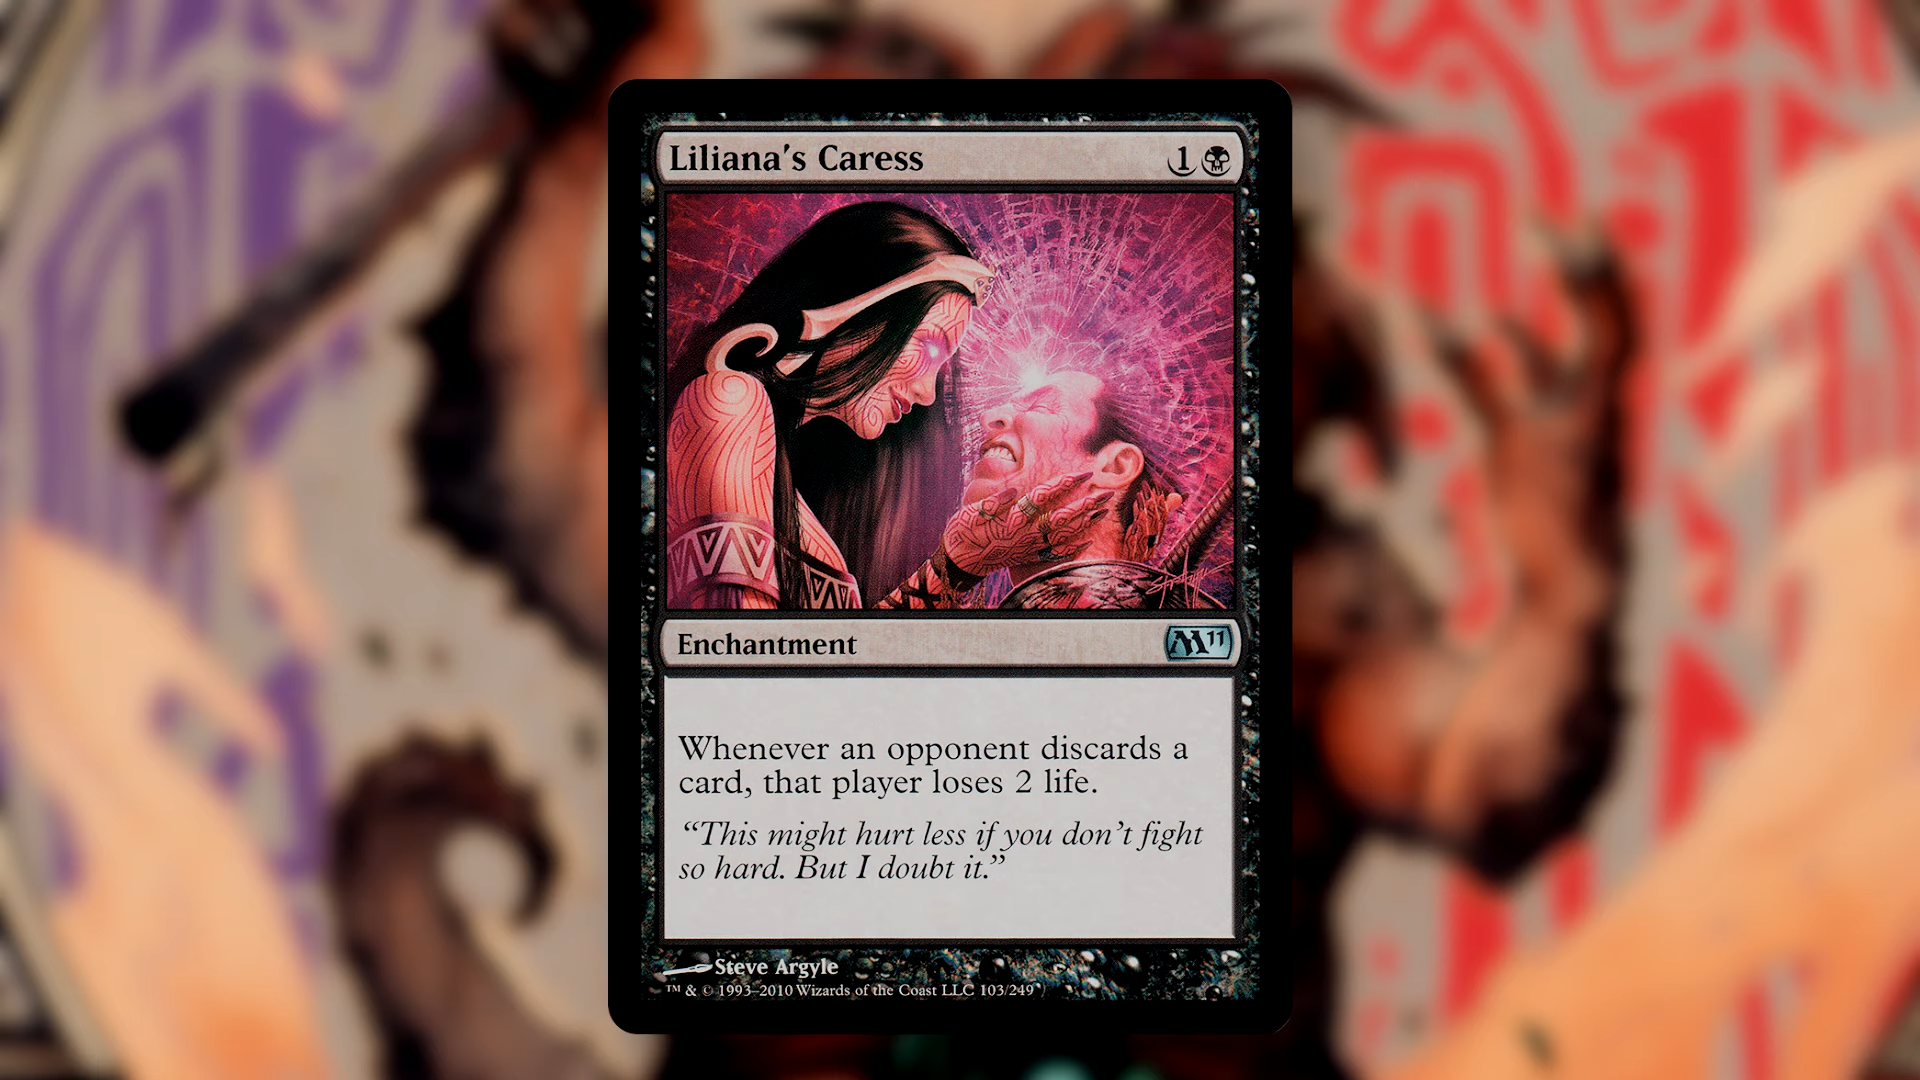 Liliana's Caress 1
Enchantment M11
Whenever an opponent discards a
card, that player loses 2 life.
“This might hurt less if you don’t fight
so hard. But I doubt it.”
Steve Argyle
™ & © 1993–2010 Wizards of the Coast LLC 103/249